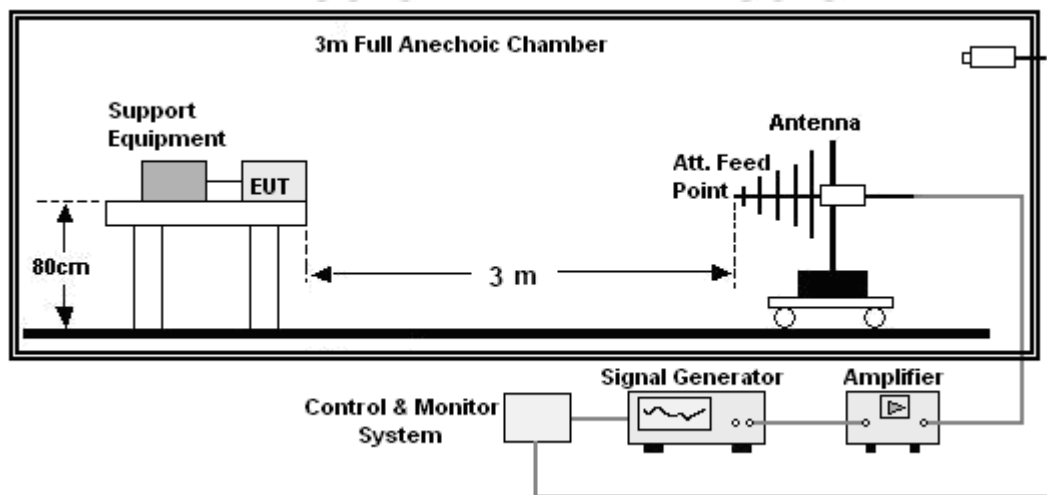 3m Full Anechoic Chamber
Support
Equipment
EUT
80cm
3 m
Antenna
Att. Feed
Point
Signal Generator
Amplifier
Control & Monitor
System